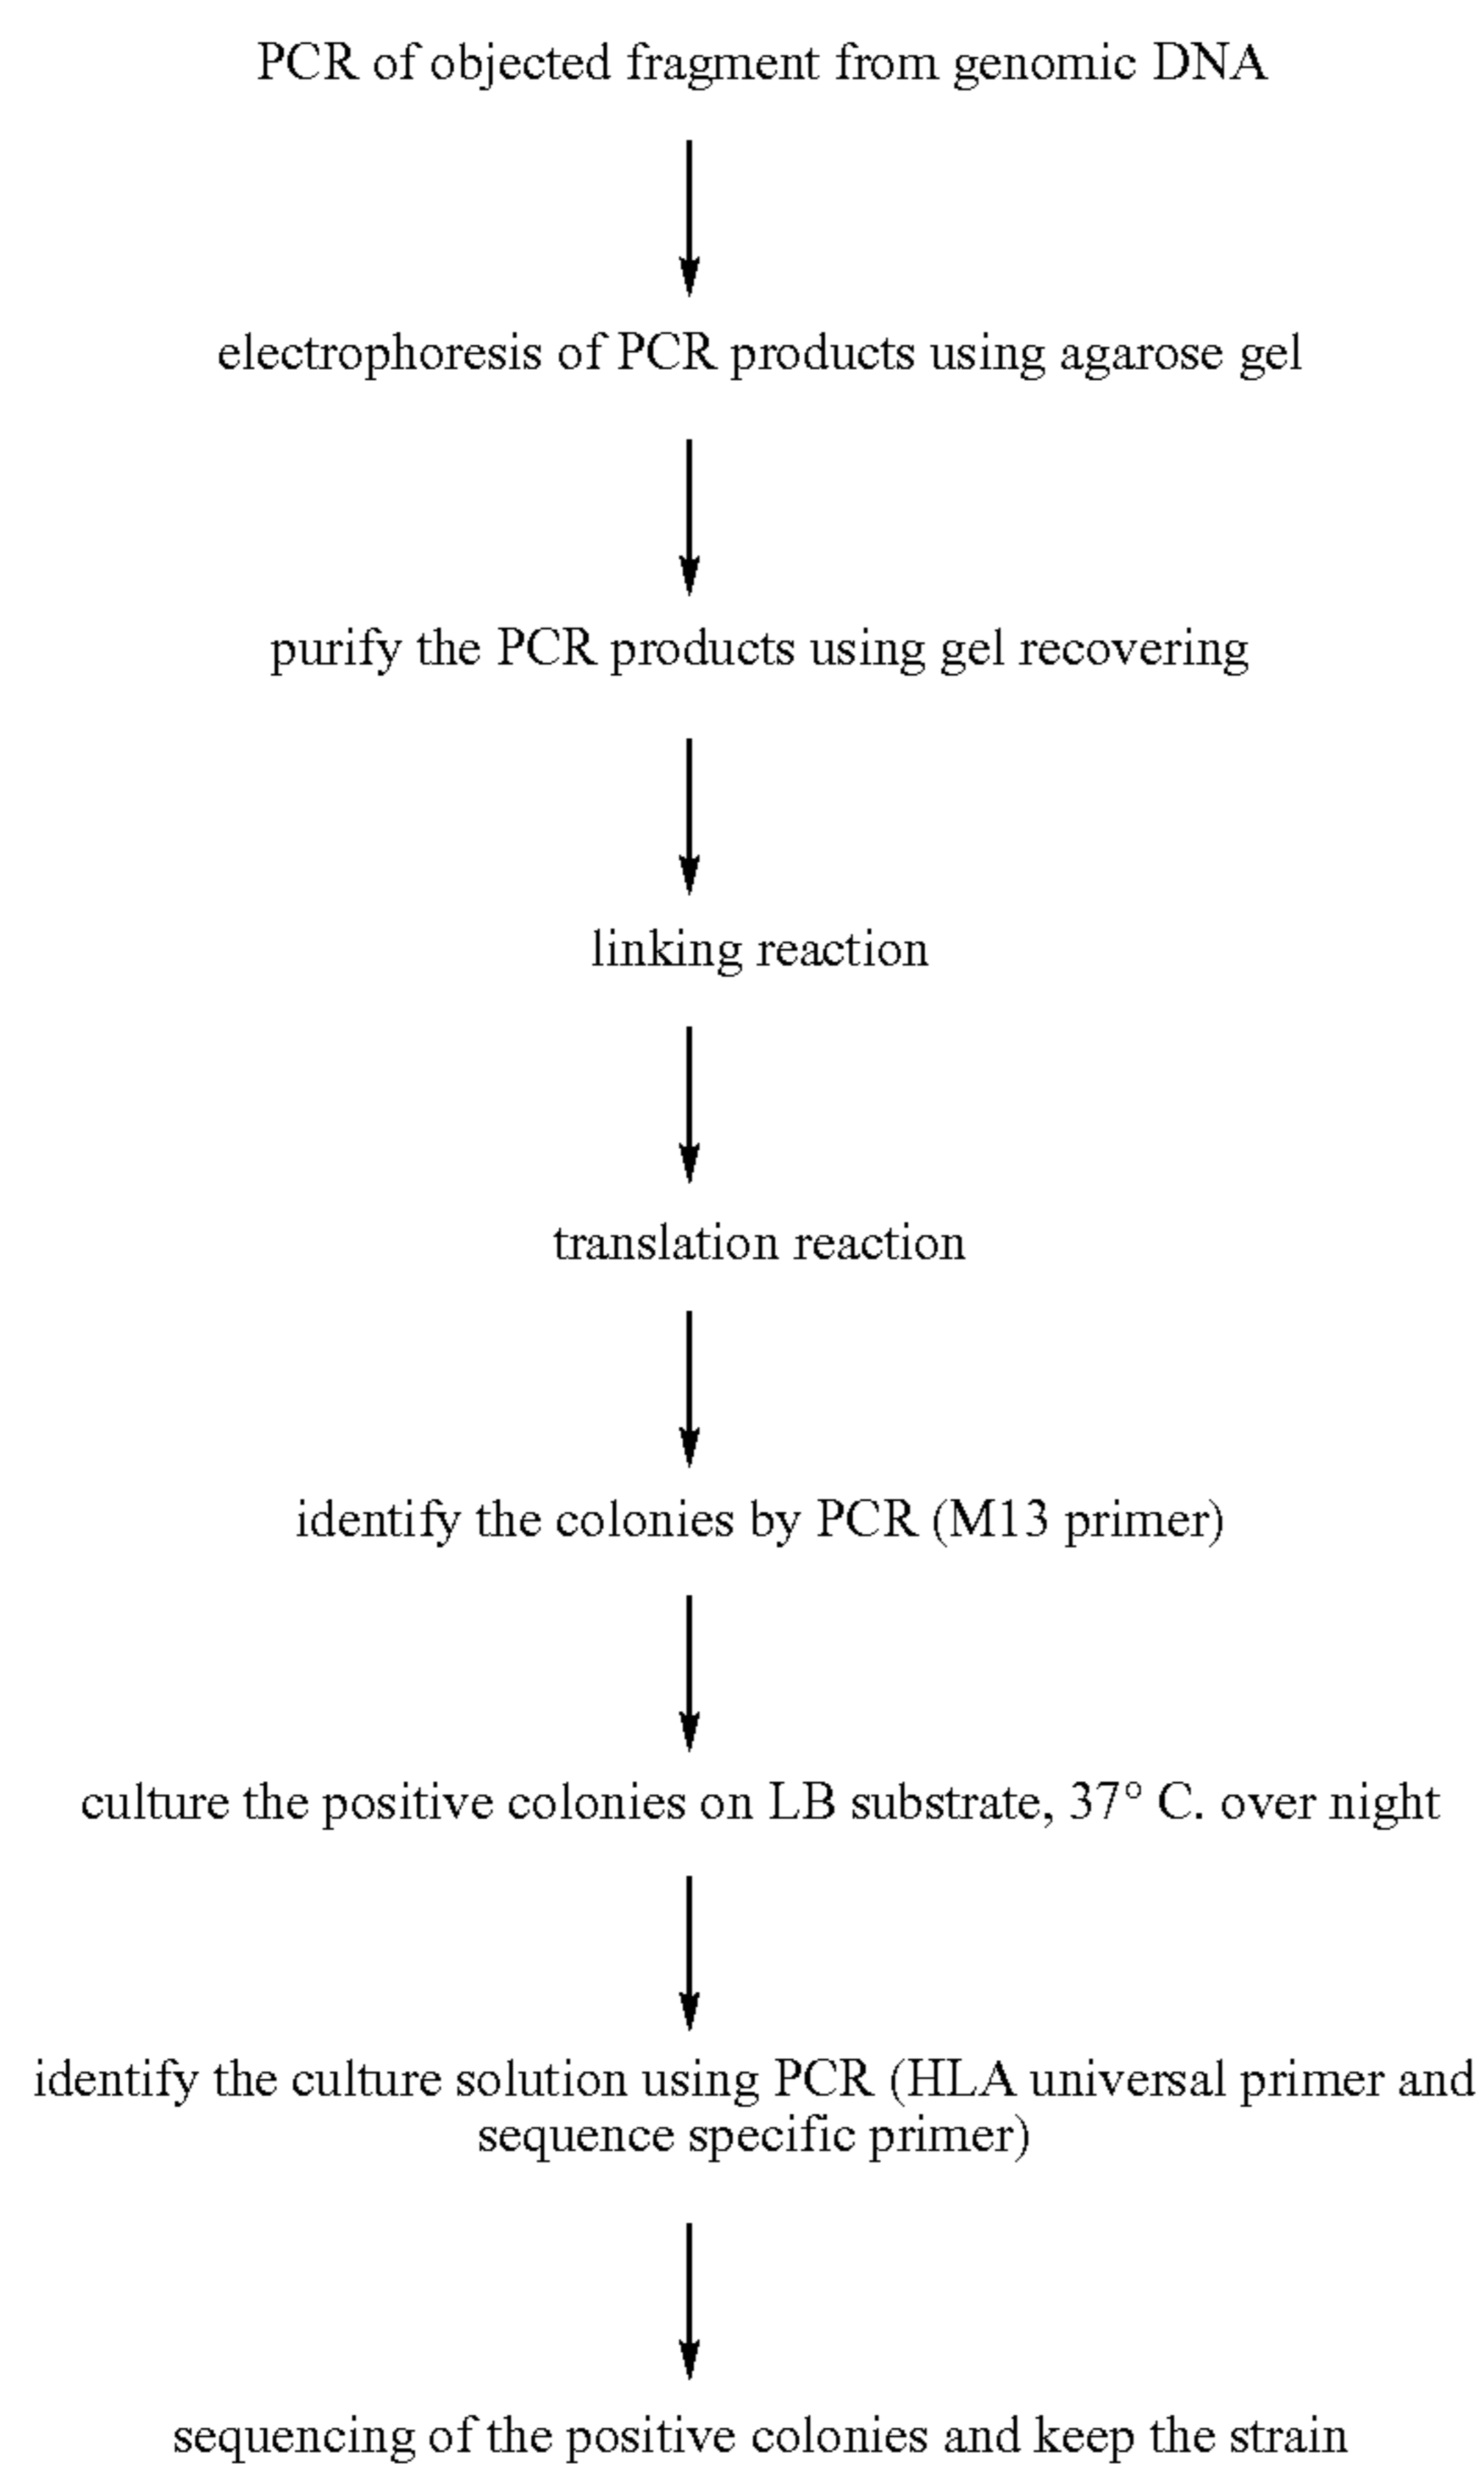 PCR of objected fragment from genomic DNA
electrophoresis of PCR products using agarose gel
purify the PCR products using gel recovering
linking reaction
translation reaction
identify the colonies by PCR (M13 primer)
culture the positive colonies on LB substrate, 37° C. over night
identify the culture solution using PCR (HLA universal primer and
sequence specific primer)
sequencing of the positive colonies and keep the strain